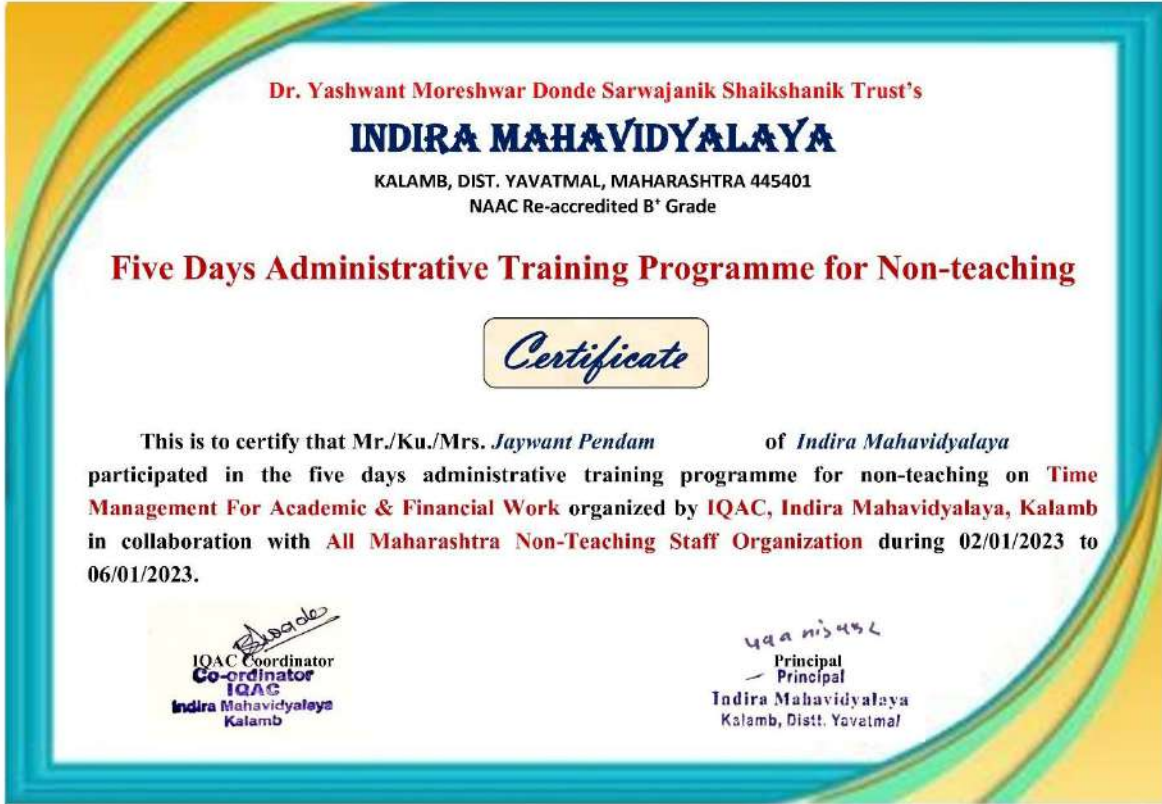 Dr. Yashwant Moreshwar Donde Sarwajanik Shaikshanik Trust's
INDIRA MAHAVIDYALAYA
KALAMB, DIST. YAVATMAL, MAHARASHTRA 445401
NAAC Re-accredited B⁺ Grade
Five Days Administrative Training Programme for Non-teaching
Certificate
This is to certify that Mr./Ku./Mrs. Jaywant Pendam of Indira Mahavidyalaya
participated in the five days administrative training programme for non-teaching on Time
Management For Academic & Financial Work organized by IQAC, Indira Mahavidyalaya, Kalamb
in collaboration with All Maharashtra Non-Teaching Staff Organization during 02/01/2023 to
06/01/2023.
IQAC Coordinator
Co-ordinator
IQAC
Indira Mahavidyalaya
Kalamb
Principal
Principal
Indira Mahavidyalaya
Kalamb, Distt. Yavatmal